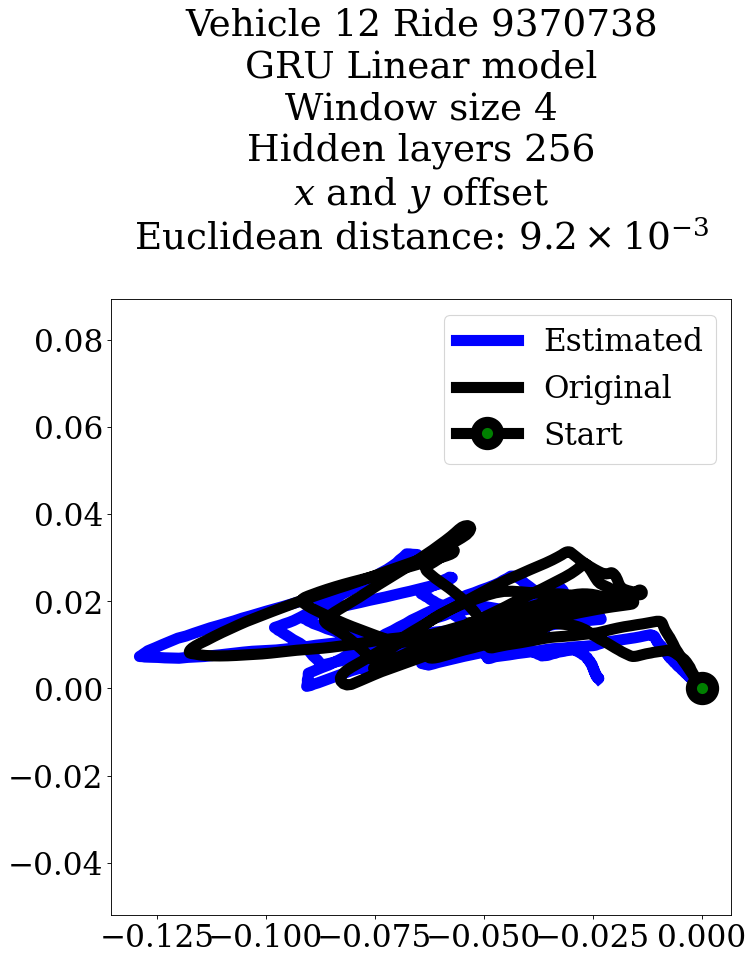 Vehicle 12 Ride 9370738
GRU Linear model
Window size 4
Hidden layers 256
x and y offset
Euclidean distance: 9.2 × 10⁻³
Estimated
Original
Start
0.08
0.06
0.04
0.02
0.00
−0.02
−0.04
−0.125 −0.100 −0.075 −0.050 −0.025 0.000